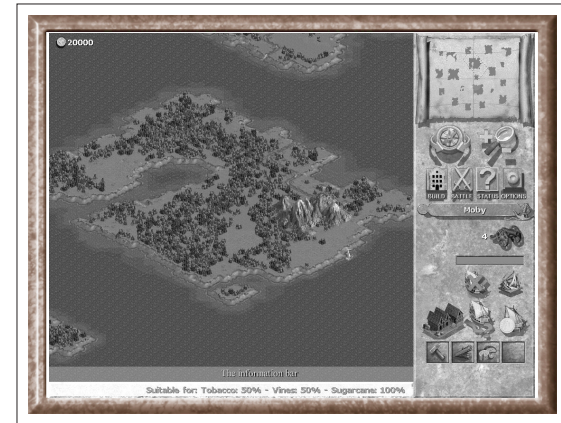 20000
BUILD BATTLE STATUS OPTIONS
Moby
4
The information bar
Suitable for: Tobacco: 50% - Vines: 50% - Sugarcane: 100%